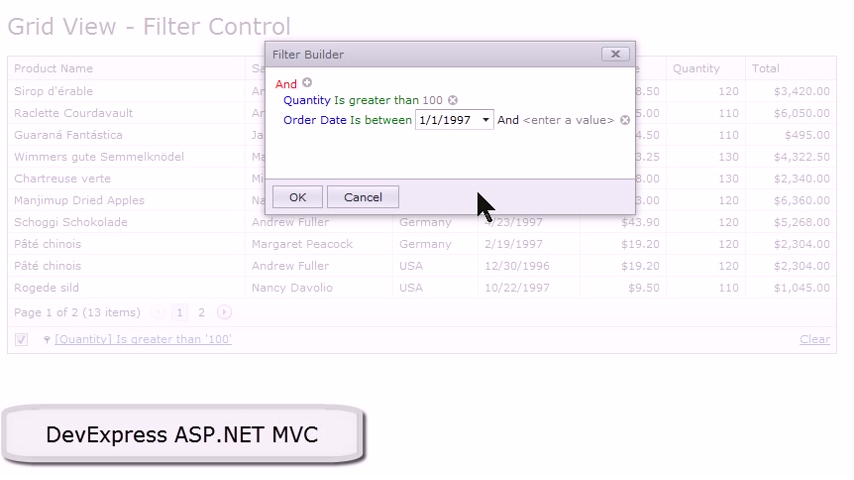 Grid View - Filter Control
Filter Builder
And
Quantity Is greater than 100
Order Date Is between 1/1/1997 And <enter a value>
OK Cancel
Product Name Quantity Total
Sirop d'érable 120 $3,420.00
Raclette Courdavault 110 $6,050.00
Guaraná Fantástica 110 $495.00
Wimmers gute Semmelknödel 130 $4,322.50
Chartreuse verte 130 $2,340.00
Manjimup Dried Apples 120 $6,360.00
Schoggi Schokolade Andrew Fuller Germany 4/23/1997 $43.90 120 $5,268.00
Pâté chinois Margaret Peacock Germany 2/19/1997 $19.20 120 $2,304.00
Pâté chinois Andrew Fuller USA 12/30/1996 $19.20 120 $2,304.00
Rogede sild Nancy Davolio USA 10/22/1997 $9.50 110 $1,045.00
Page 1 of 2 (13 items) 1 2
[Quantity] Is greater than '100' Clear
DevExpress ASP.NET MVC